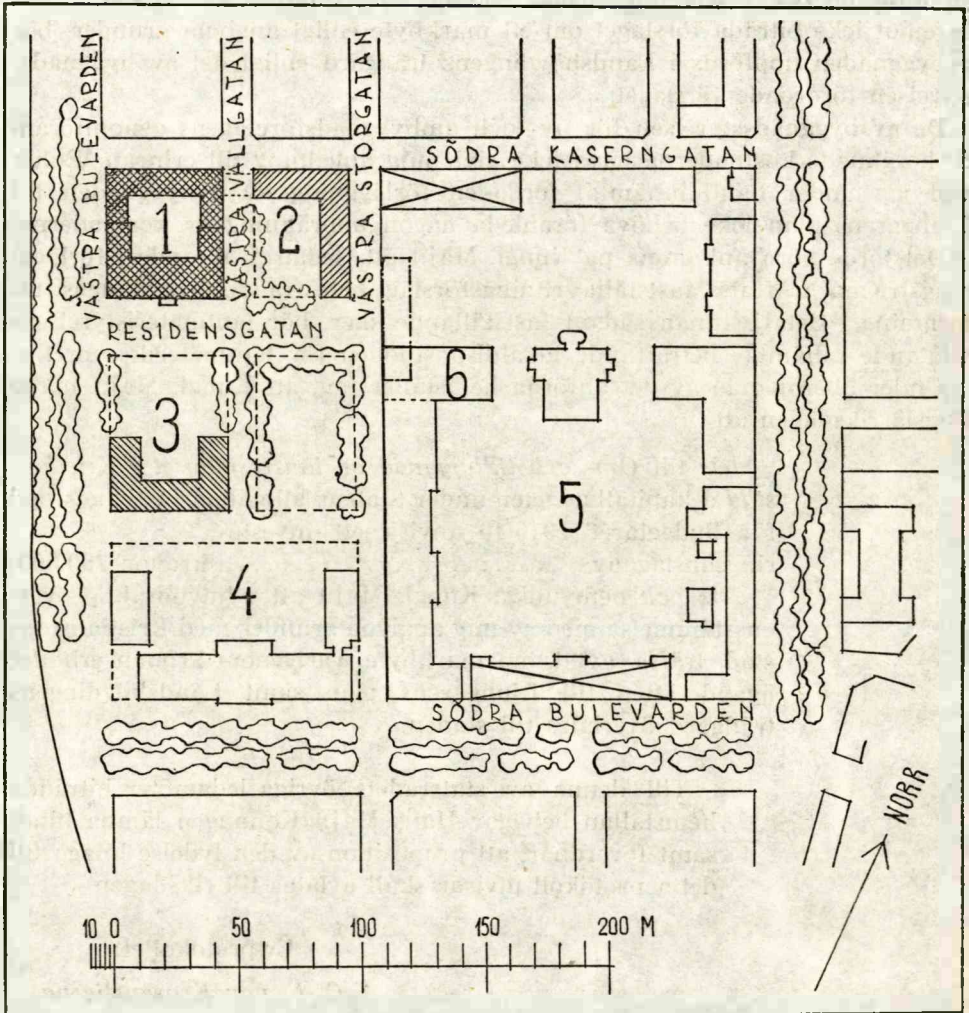 VÄSTRA BULEVARDEN
VÄSTRA VALLGATAN
VÄSTRA STORGATAN
SÖDRA KASERNGATAN
1
2
RESIDENSGATAN
3
6
5
4
SÖDRA BULEVARDEN
NORR
10 0 50 100 150 200 M